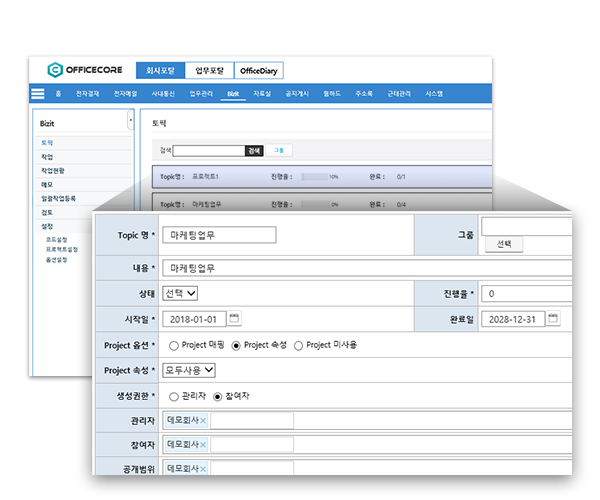 OFFICECORE 회사포탈 업무포탈 OfficeDiary
홈 전자결재 전자메일 사내통신 업무관리 Bizit 자료실 공지게시 웹하드 주소록 근태관리 시스템
Bizit
토픽
작업
작업현황
메모
일괄작업등록
검토
설정
코드설정
프로젝트설정
옵션설정
토픽
검색 검색 그룹
Topic명 : 프로젝트1 진행율 : 10% 완료 : 0/1
Topic명 : 마케팅업무 진행율 : 0% 완료 : 0/4
Topic 명 * 마케팅업무 그룹 선택
내용 * 마케팅업무
상태 선택 진행율 * 0
시작일 * 2018-01-01 완료일 2028-12-31
Project 옵션 * Project 매핑 Project 속성 Project 미사용
Project 속성 * 모두사용
생성권한 * 관리자 참여자
관리자 데모회사×
참여자 데모회사×
공개범위 데모회사×